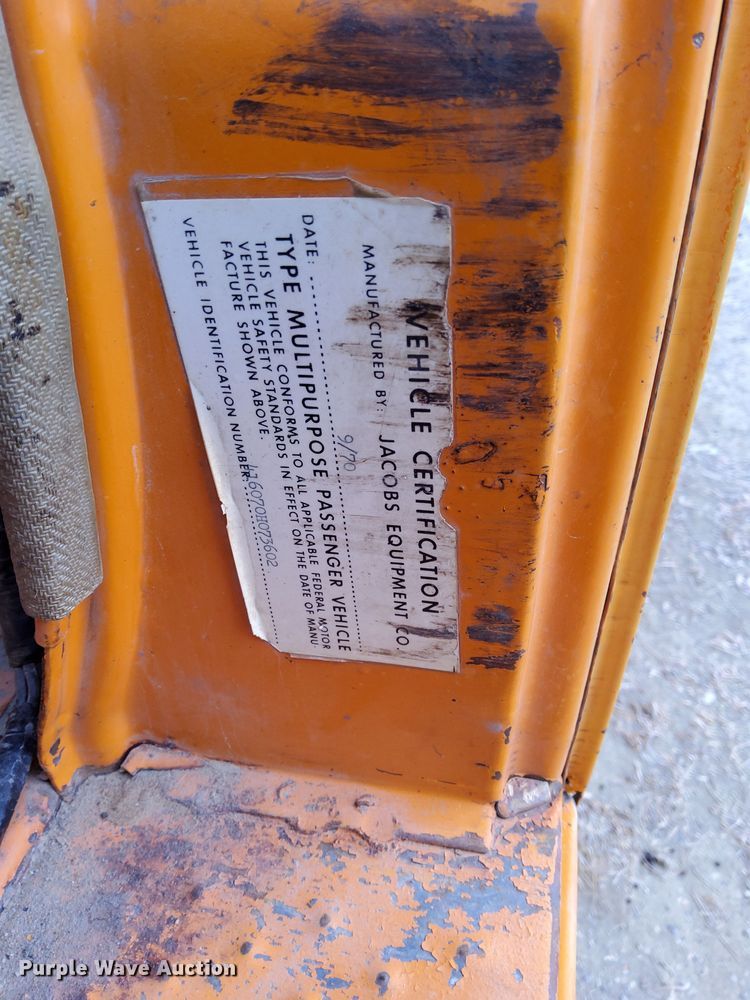 VEHICLE CERTIFICATION
MANUFACTURED BY: JACOBS EQUIPMENT CO.
DATE: 9/70
TYPE MULTIPURPOSE PASSENGER VEHICLE
THIS VEHICLE CONFORMS TO ALL APPLICABLE FEDERAL MOTOR
VEHICLE SAFETY STANDARDS IN EFFECT ON THE DATE OF MANU-
FACTURE SHOWN ABOVE.
VEHICLE IDENTIFICATION NUMBER: 416070H073602
Purple Wave Auction